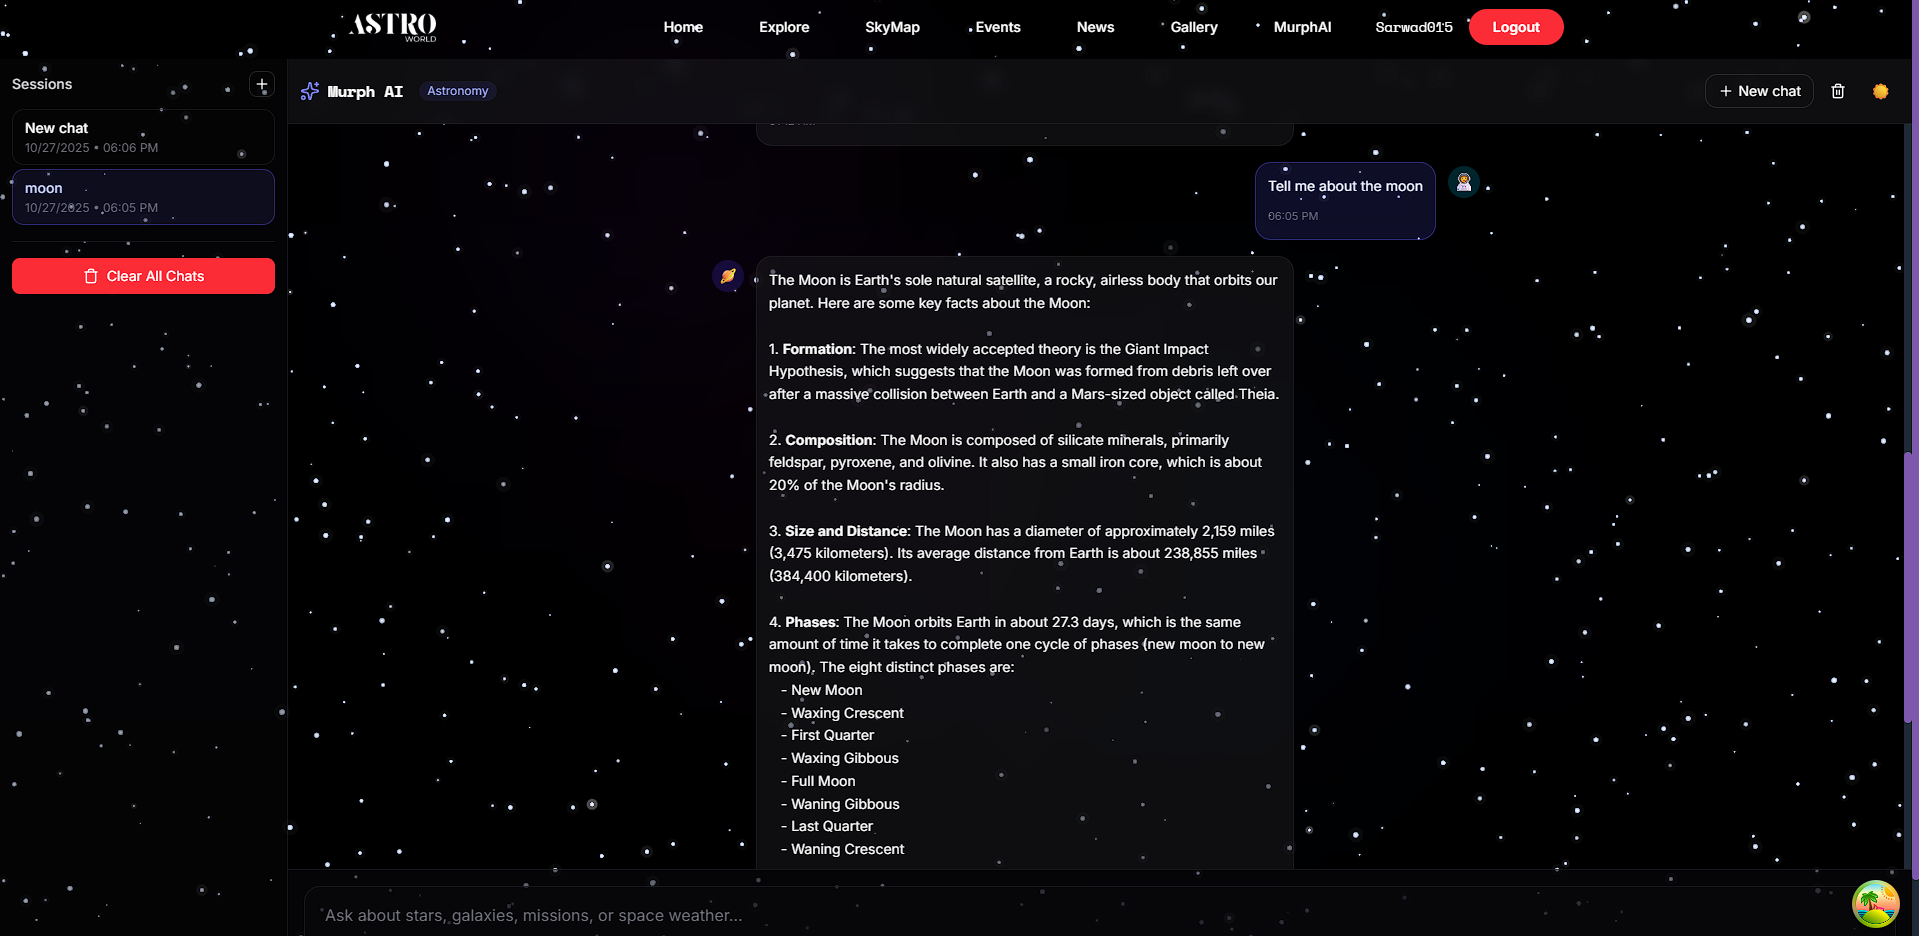 ASTRO
WORLD
Home
Explore
SkyMap
Events
News
Gallery
MurphAI
Sarwad015
Logout
Sessions
New chat
10/27/2025 • 06:06 PM
moon
10/27/2025 • 06:05 PM
Clear All Chats
Murph AI
Astronomy
New chat
Tell me about the moon
06:05 PM
The Moon is Earth's sole natural satellite, a rocky, airless body that orbits our
planet. Here are some key facts about the Moon:
1. Formation: The most widely accepted theory is the Giant Impact
Hypothesis, which suggests that the Moon was formed from debris left over
after a massive collision between Earth and a Mars-sized object called Theia.
2. Composition: The Moon is composed of silicate minerals, primarily
feldspar, pyroxene, and olivine. It also has a small iron core, which is about
20% of the Moon's radius.
3. Size and Distance: The Moon has a diameter of approximately 2,159 miles
(3,475 kilometers). Its average distance from Earth is about 238,855 miles
(384,400 kilometers).
4. Phases: The Moon orbits Earth in about 27.3 days, which is the same
amount of time it takes to complete one cycle of phases (new moon to new
moon). The eight distinct phases are:
- New Moon
- Waxing Crescent
- First Quarter
- Waxing Gibbous
- Full Moon
- Waning Gibbous
- Last Quarter
- Waning Crescent
Ask about stars, galaxies, missions, or space weather...